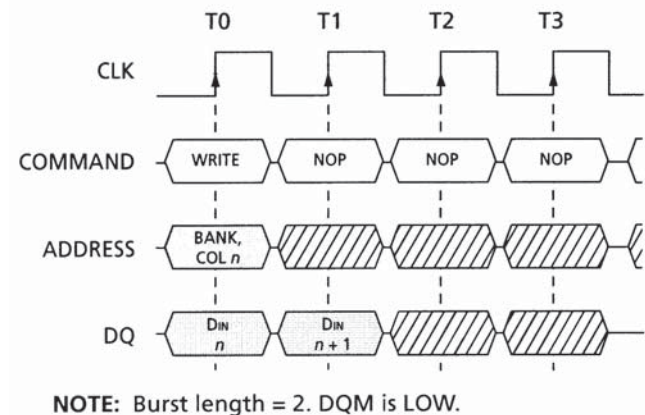 T0 T1 T2 T3
CLK
COMMAND WRITE NOP NOP NOP
ADDRESS BANK,
COL n
DQ DIN
n
DIN
n + 1
NOTE: Burst length = 2. DQM is LOW.